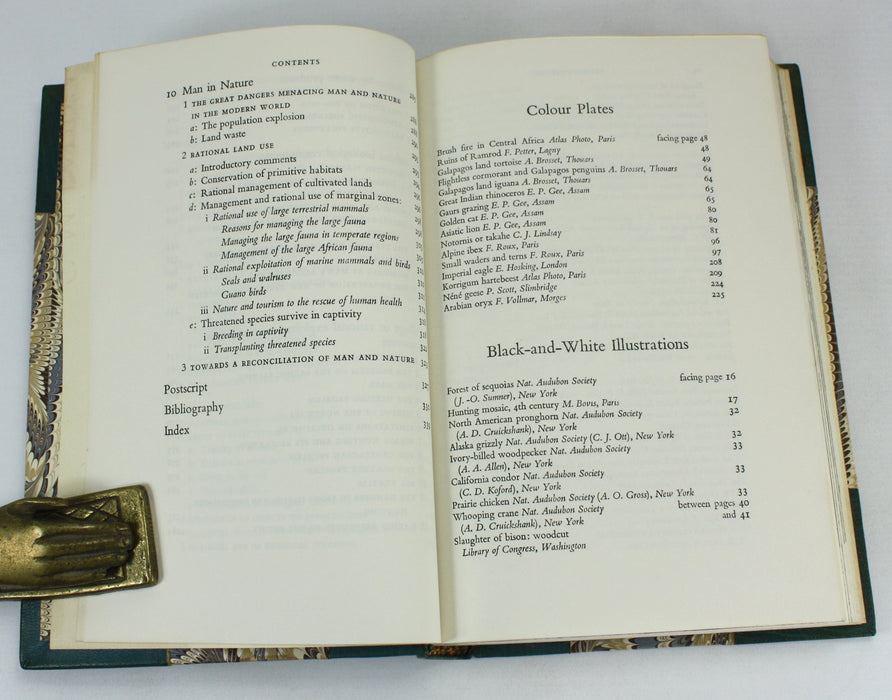 CONTENTS
10 Man in Nature
1 THE GREAT DANGERS MENACING MAN AND NATURE
IN THE MODERN WORLD
a: The population explosion
b: Land waste
2 RATIONAL LAND USE
a: Introductory comments
b: Conservation of primitive habitats
c: Rational management of cultivated lands
d: Management and rational use of marginal zones:
i Rational use of large terrestrial mammals
Reasons for managing the large fauna
Managing the large fauna in temperate regions
Management of the large African fauna
ii Rational exploitation of marine mammals and birds
Seals and walruses
Guano birds
iii Nature and tourism to the rescue of human health
e: Threatened species survive in captivity
i Breeding in captivity
ii Transplanting threatened species
3 TOWARDS A RECONCILIATION OF MAN AND NATURE
Postscript
Bibliography
Index
Colour Plates
Brush fire in Central Africa Atlas Photo, Paris facing page 48
Ruins of Ramrod F. Petter, Lagny 48
Galapagos land tortoise A. Brosset, Thouars 49
Flightless cormorant and Galapagos penguins A. Brosset, Thouars 64
Galapagos land iguana A. Brosset, Thouars 64
Great Indian rhinoceros E. P. Gee, Assam 65
Gaurs grazing E. P. Gee, Assam 65
Golden cat E. P. Gee, Assam 80
Asiatic lion E. P. Gee, Assam 80
Notornis or takahe C. J. Lindsay 81
Alpine ibex F. Roux, Paris 96
Small waders and terns F. Roux, Paris 97
Imperial eagle E. Hosking, London 208
Korrigum hartebeest Atlas Photo, Paris 209
Néné geese P. Scott, Slimbridge 224
Arabian oryx F. Vollmar, Morges 225
Black-and-White Illustrations
Forest of sequoias Nat. Audubon Society facing page 16
(J.-O. Sumner), New York
Hunting mosaic, 4th century M. Bovis, Paris 17
North American pronghorn Nat. Audubon Society 32
(A. D. Cruickshank), New York
Alaska grizzly Nat. Audubon Society (C. J. Ott), New York 32
Ivory-billed woodpecker Nat. Audubon Society 33
(A. A. Allen), New York
California condor Nat. Audubon Society 33
(C. D. Koford), New York
Prairie chicken Nat. Audubon Society (A. O. Gross), New York 33
Whooping crane Nat. Audubon Society between pages 40
(A. D. Cruickshank), New York and 41
Slaughter of bison: woodcut
Library of Congress, Washington